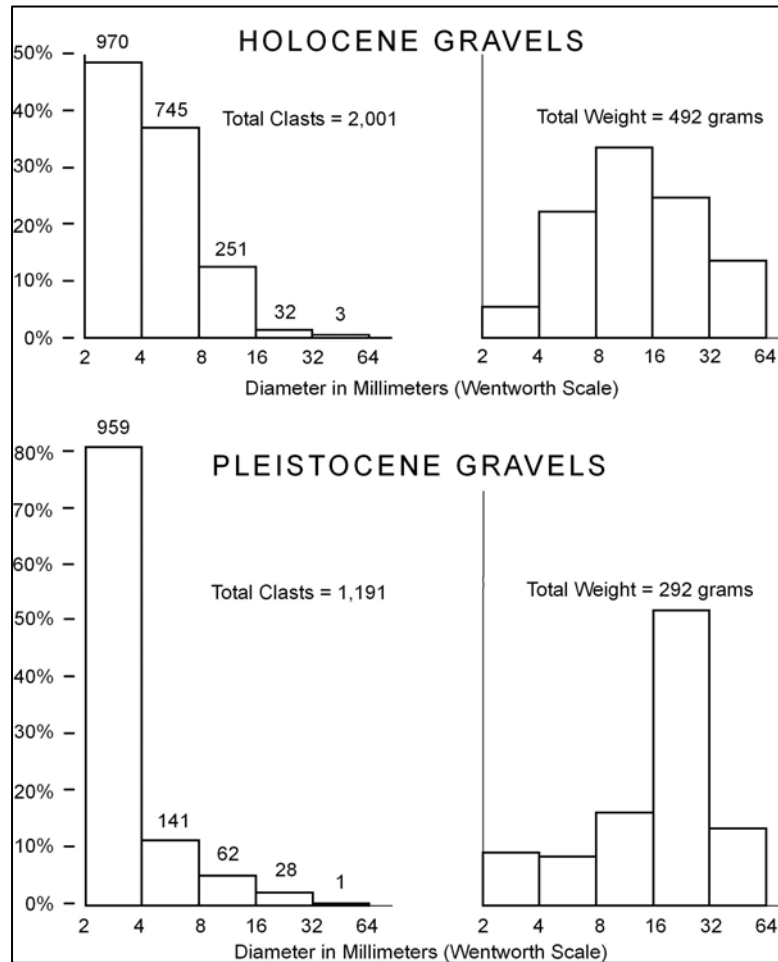 HOLOCENE GRAVELS
970
50%
745
40%
Total Clasts = 2,001
Total Weight = 492 grams
30%
20%
251
10%
32
3
0%
2 4 8 16 32 64 2 4 8 16 32 64
Diameter in Millimeters (Wentworth Scale)
959
80%
PLEISTOCENE GRAVELS
70%
60%
Total Clasts = 1,191
Total Weight = 292 grams
50%
40%
30%
20%
141
10%
62
28
1
0%
2 4 8 16 32 64 2 4 8 16 32 64
Diameter in Millimeters (Wentworth Scale)